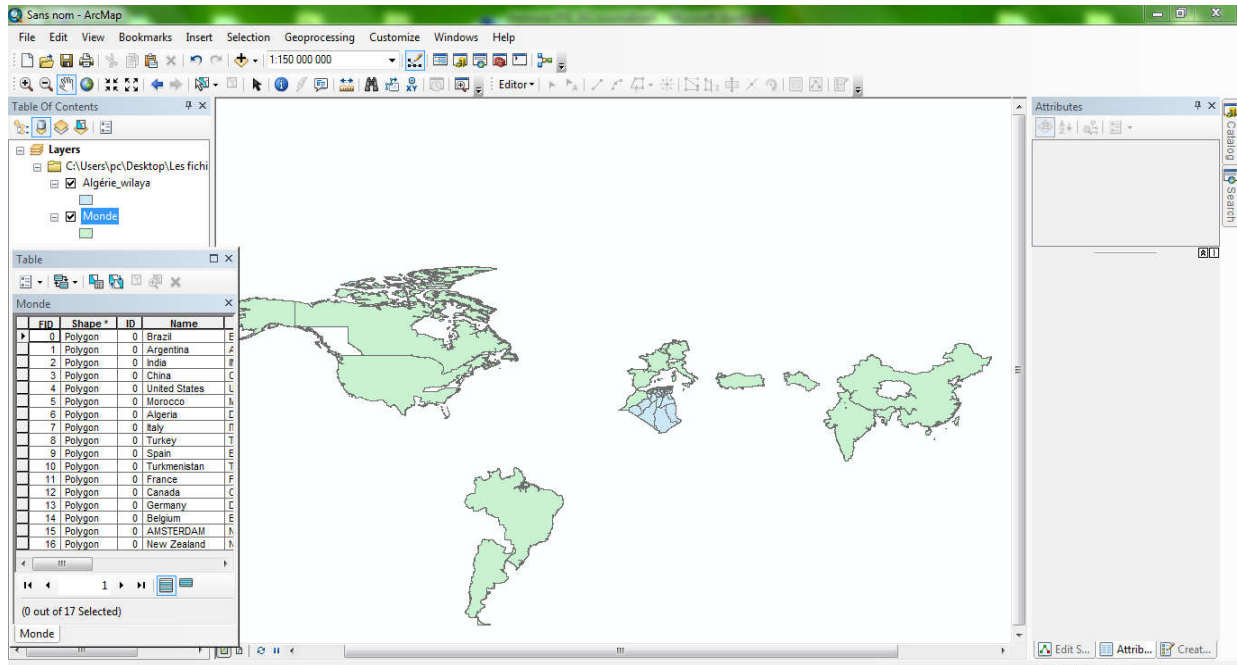 Sans nom - ArcMap
File Edit View Bookmarks Insert Selection Geoprocessing Customize Windows Help
1:150 000 000
Editor
Table Of Contents
Layers
C:\Users\pc\Desktop\Les fichi
Algérie_wilaya
Monde
Table
Monde
FID Shape * ID Name
0 Polygon 0 Brazil E
1 Polygon 0 Argentina A
2 Polygon 0 India
3 Polygon 0 China C
4 Polygon 0 United States U
5 Polygon 0 Morocco M
6 Polygon 0 Algeria D
7 Polygon 0 Italy
8 Polygon 0 Turkey T
9 Polygon 0 Spain E
10 Polygon 0 Turkmenistan T
11 Polygon 0 France F
12 Polygon 0 Canada C
13 Polygon 0 Germany D
14 Polygon 0 Belgium E
15 Polygon 0 AMSTERDAM N
16 Polygon 0 New Zealand N
1
(0 out of 17 Selected)
Monde
Attributes
Catalog
Search
Edit S... Attrib... Creat...